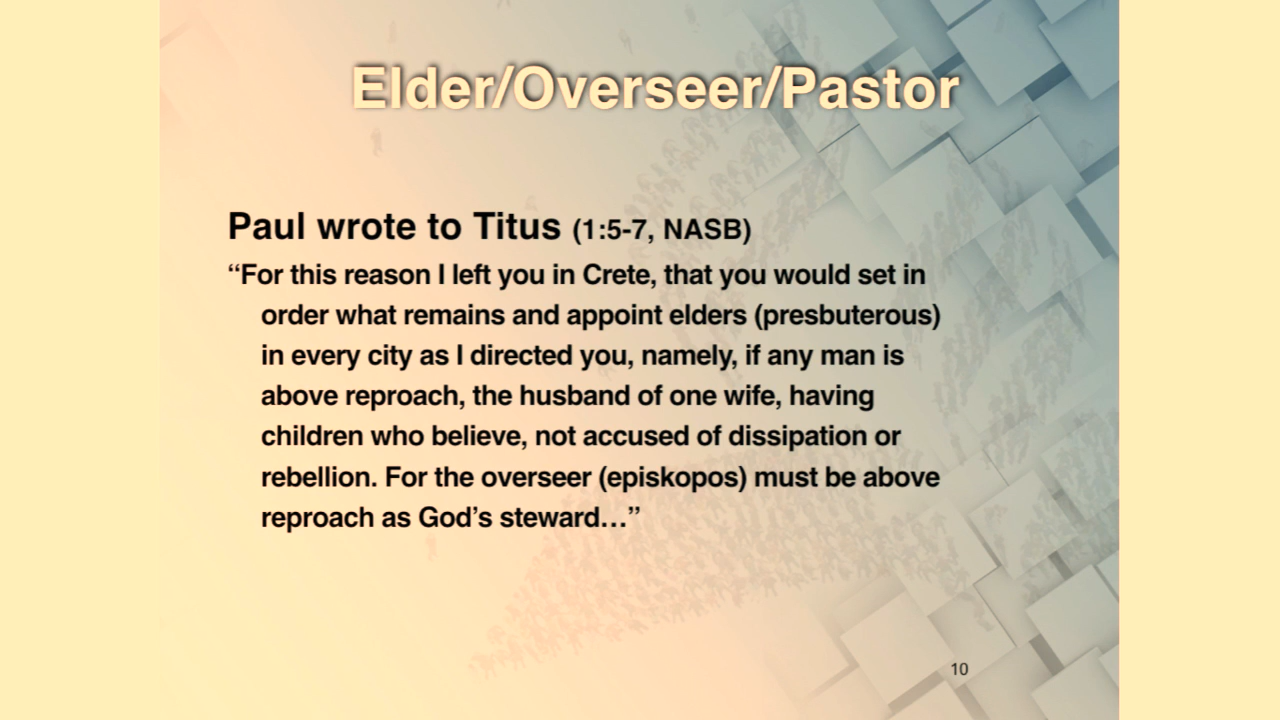 Elder/Overseer/Pastor
Paul wrote to Titus (1:5-7, NASB)
“For this reason I left you in Crete, that you would set in
order what remains and appoint elders (presbuterous)
in every city as I directed you, namely, if any man is
above reproach, the husband of one wife, having
children who believe, not accused of dissipation or
rebellion. For the overseer (episkopos) must be above
reproach as God’s steward…”
10